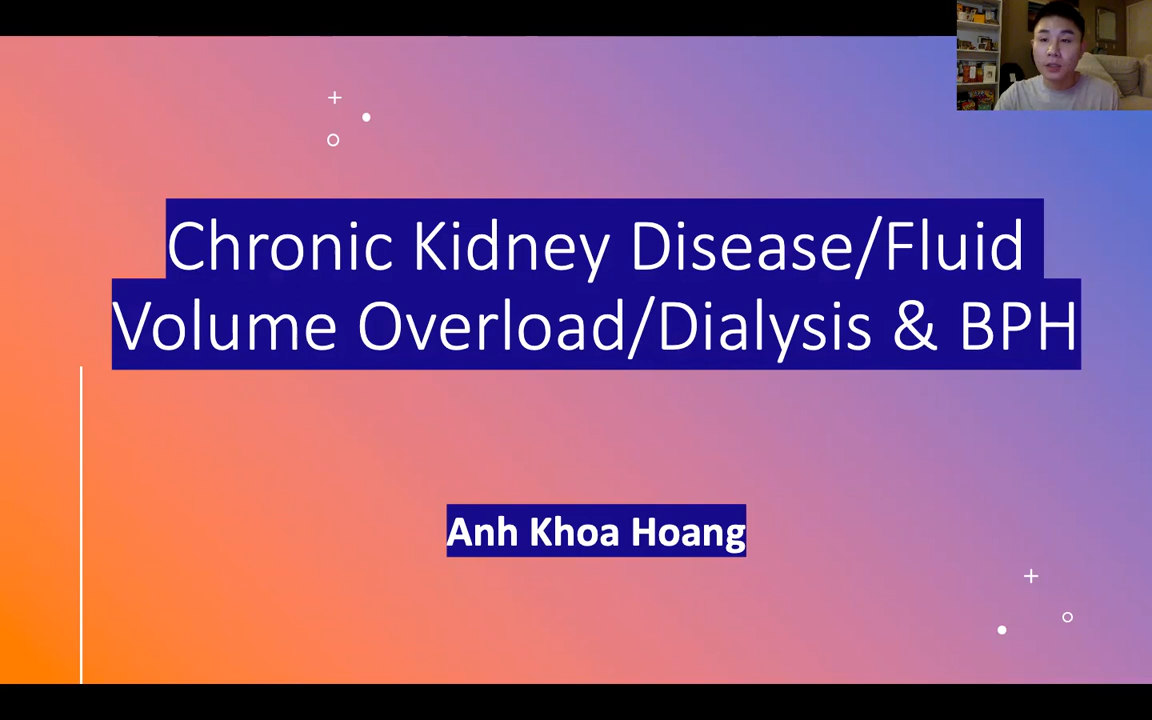 Chronic Kidney Disease/Fluid
Volume Overload/Dialysis & BPH
Anh Khoa Hoang